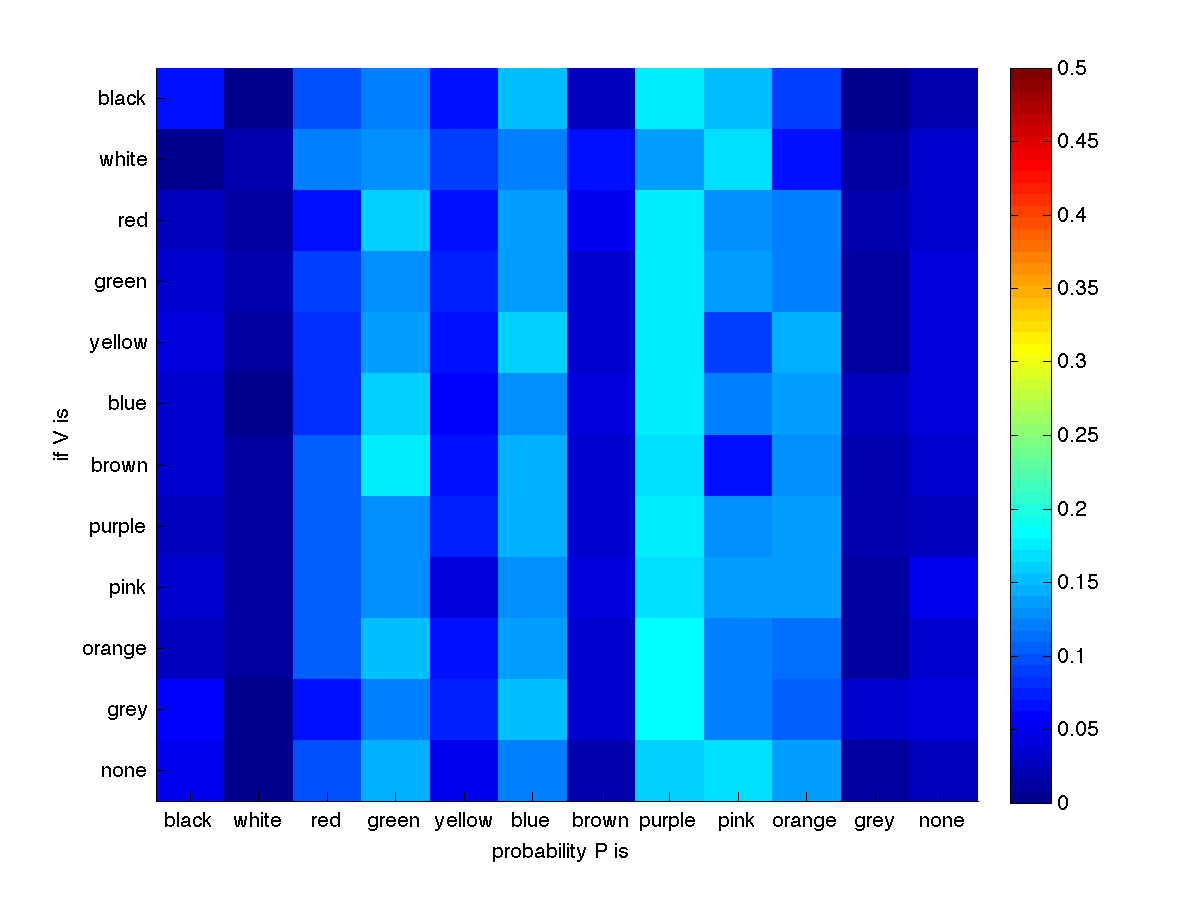 if V is
black
white
red
green
yellow
blue
brown
purple
pink
orange
grey
none
black white red green yellow blue brown purple pink orange grey none
probability P is
0.5
0.45
0.4
0.35
0.3
0.25
0.2
0.15
0.1
0.05
0